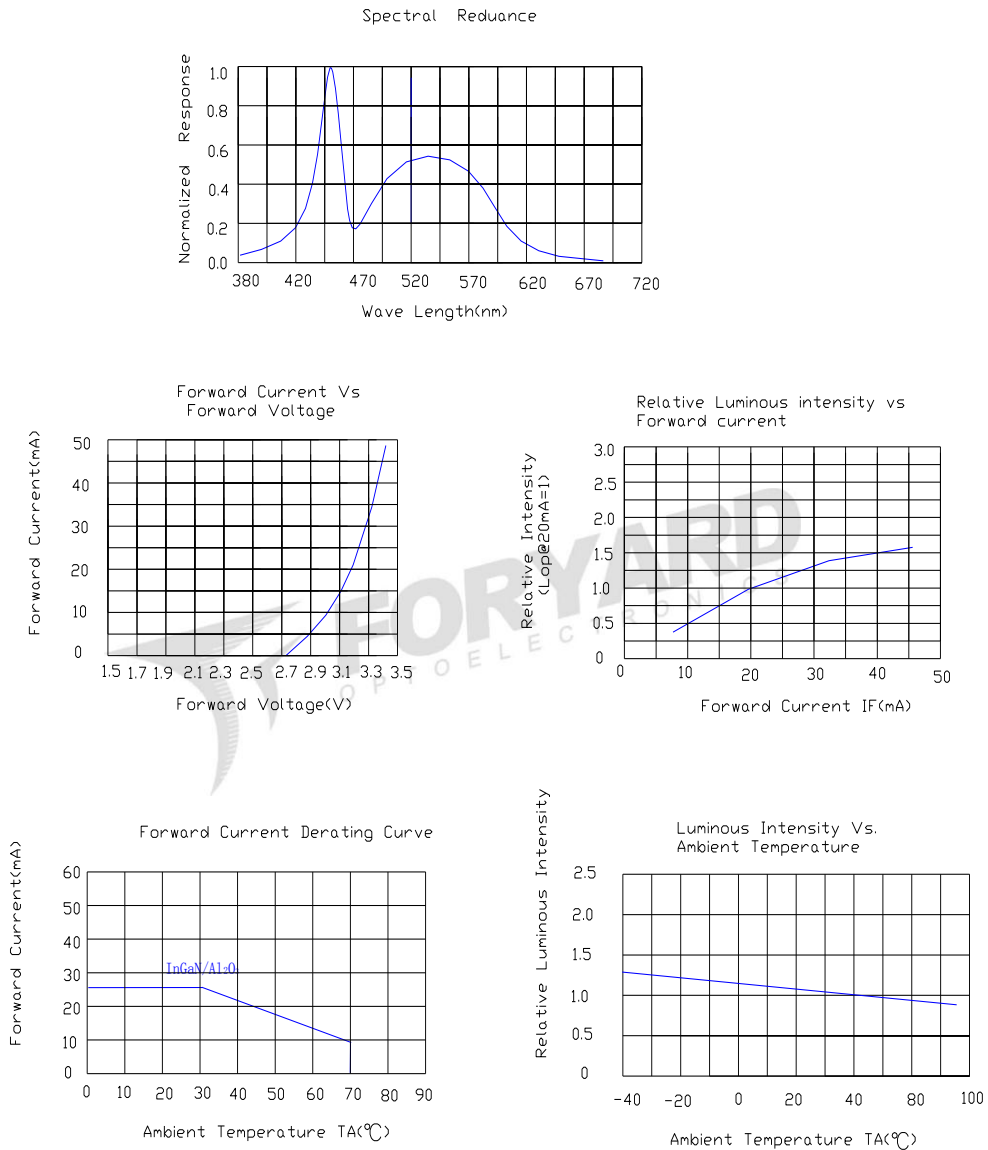 Spectral Reduance
Normalized Response
1.0
0.8
0.6
0.4
0.2
0.0
380 420 470 520 570 620 670 720
Wave Length(nm)
Forward Current Vs
Forward Voltage
Forward Current(mA)
50
40
30
20
10
0
1.5 1.7 1.9 2.1 2.3 2.5 2.7 2.9 3.1 3.3 3.5
Forward Voltage(V)
Relative Luminous intensity vs
Forward current
Relative Intensity
(Lop@20mA=1)
3.0
2.5
2.0
1.5
1.0
0.5
0
0 10 20 30 40 50
Forward Current IF(mA)
FORYARD
OPTOELECTRONICS
Forward Current Derating Curve
Forward Current(mA)
60
50
40
30
20
10
0
InGaN/Al₂O₃
0 10 20 30 40 50 60 70 80 90
Ambient Temperature TA(℃)
Luminous Intensity Vs.
Ambient Temperature
Relative Luminous Intensity
2.5
2.0
1.5
1.0
0.5
0
-40 -20 0 20 40 60 80 100
Ambient Temperature TA(℃)